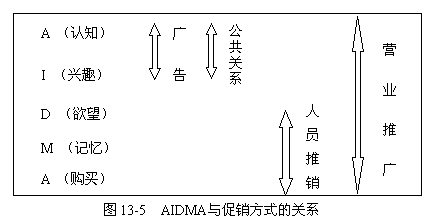 A （认知）
I （兴趣）
D （欲望）
M （记忆）
A （购买）
广告
公共关系
人员推销
营业推广
图 13-5 AIDMA与促销方式的关系